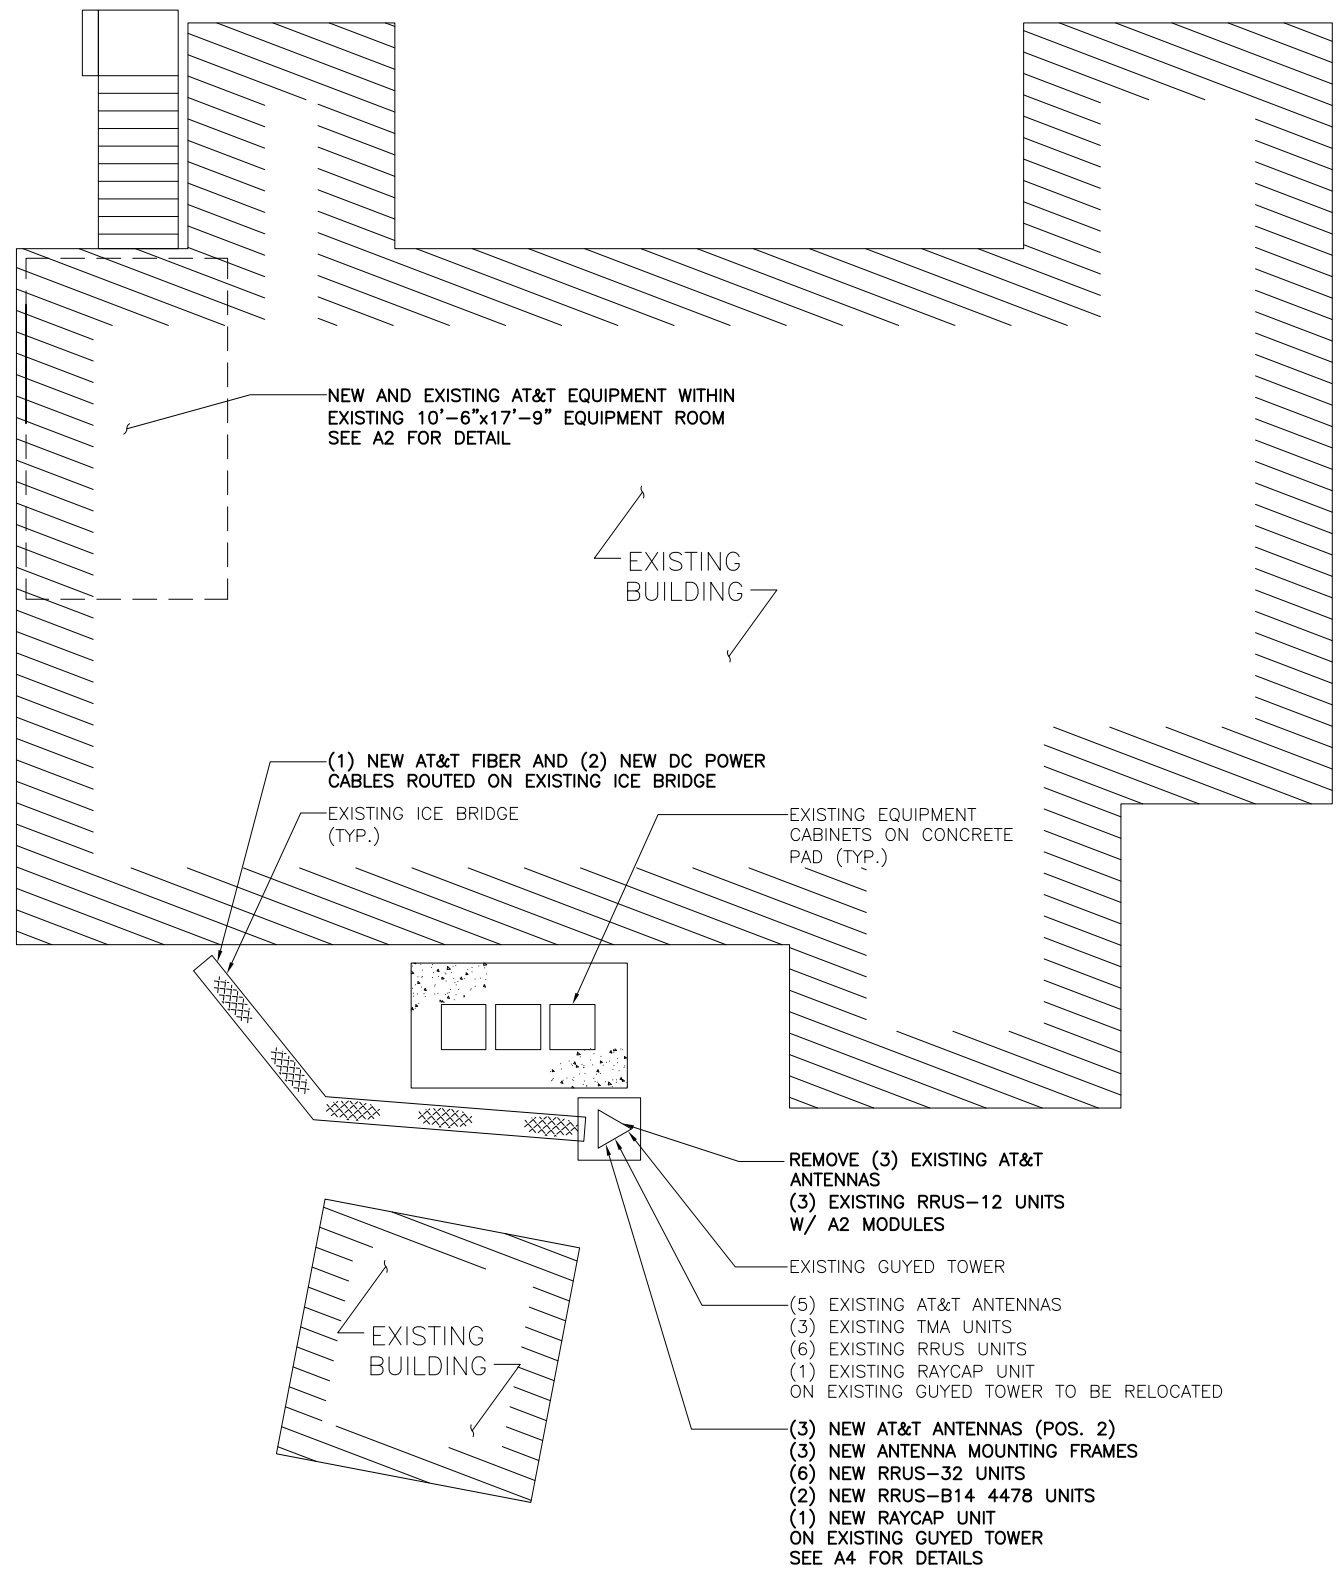 NEW AND EXISTING AT&T EQUIPMENT WITHIN
EXISTING 10'-6"x17'-9" EQUIPMENT ROOM
SEE A2 FOR DETAIL
EXISTING
BUILDING
(1) NEW AT&T FIBER AND (2) NEW DC POWER
CABLES ROUTED ON EXISTING ICE BRIDGE
EXISTING ICE BRIDGE
(TYP.)
EXISTING EQUIPMENT
CABINETS ON CONCRETE
PAD (TYP.)
REMOVE (3) EXISTING AT&T
ANTENNAS
(3) EXISTING RRUS-12 UNITS
W/ A2 MODULES
EXISTING GUYED TOWER
(5) EXISTING AT&T ANTENNAS
(3) EXISTING TMA UNITS
(6) EXISTING RRUS UNITS
(1) EXISTING RAYCAP UNIT
ON EXISTING GUYED TOWER TO BE RELOCATED
EXISTING
BUILDING
(3) NEW AT&T ANTENNAS (POS. 2)
(3) NEW ANTENNA MOUNTING FRAMES
(6) NEW RRUS-32 UNITS
(2) NEW RRUS-B14 4478 UNITS
(1) NEW RAYCAP UNIT
ON EXISTING GUYED TOWER
SEE A4 FOR DETAILS